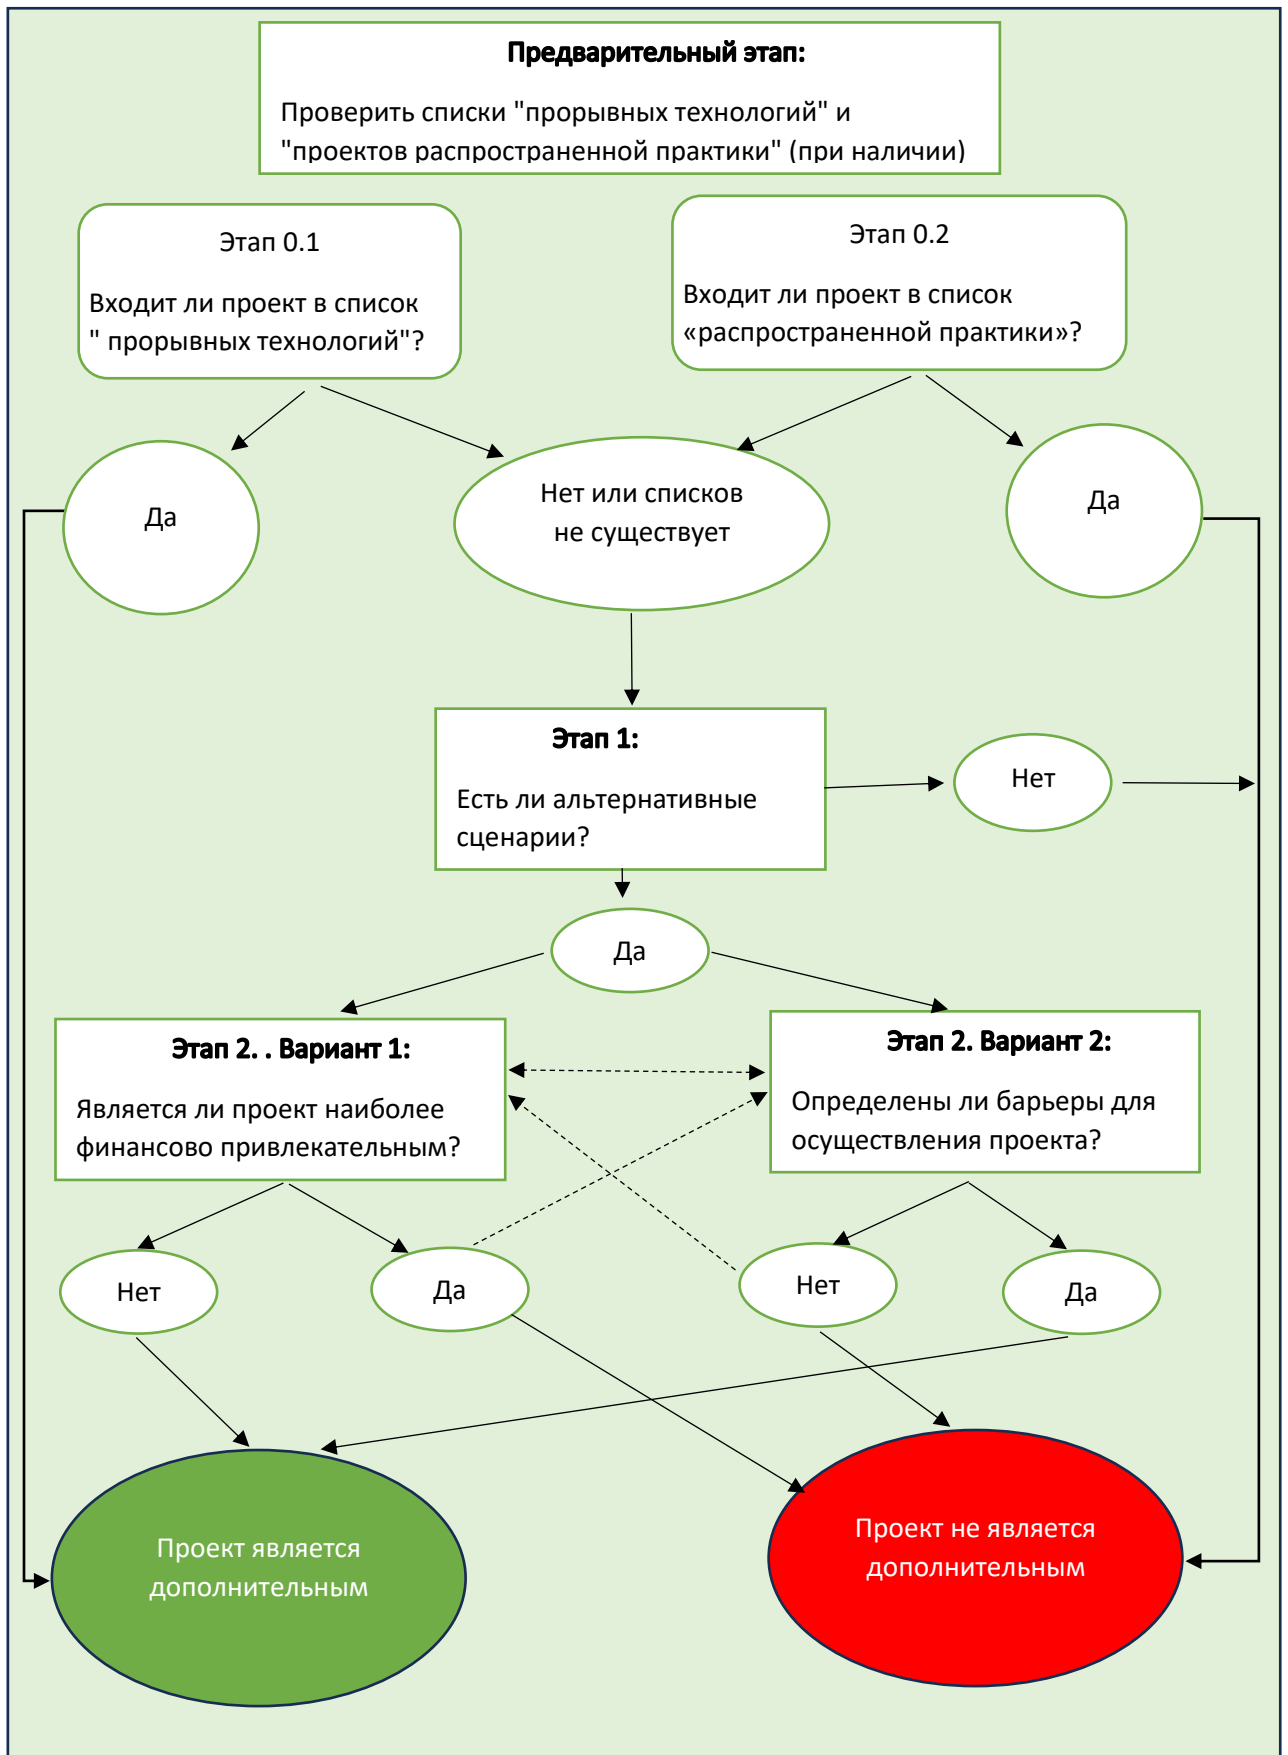 Предварительный этап:
Проверить списки "прорывных технологий" и
"проектов распространенной практики" (при наличии)
Этап 0.1
Входит ли проект в список
" прорывных технологий"?
Этап 0.2
Входит ли проект в список
«распространенной практики»?
Да
Нет или списков
не существует
Да
Этап 1:
Есть ли альтернативные
сценарии?
Нет
Да
Этап 2. . Вариант 1:
Является ли проект наиболее
финансово привлекательным?
Этап 2. Вариант 2:
Определены ли барьеры для
осуществления проекта?
Нет
Да
Нет
Да
Проект является
дополнительным
Проект не является
дополнительным